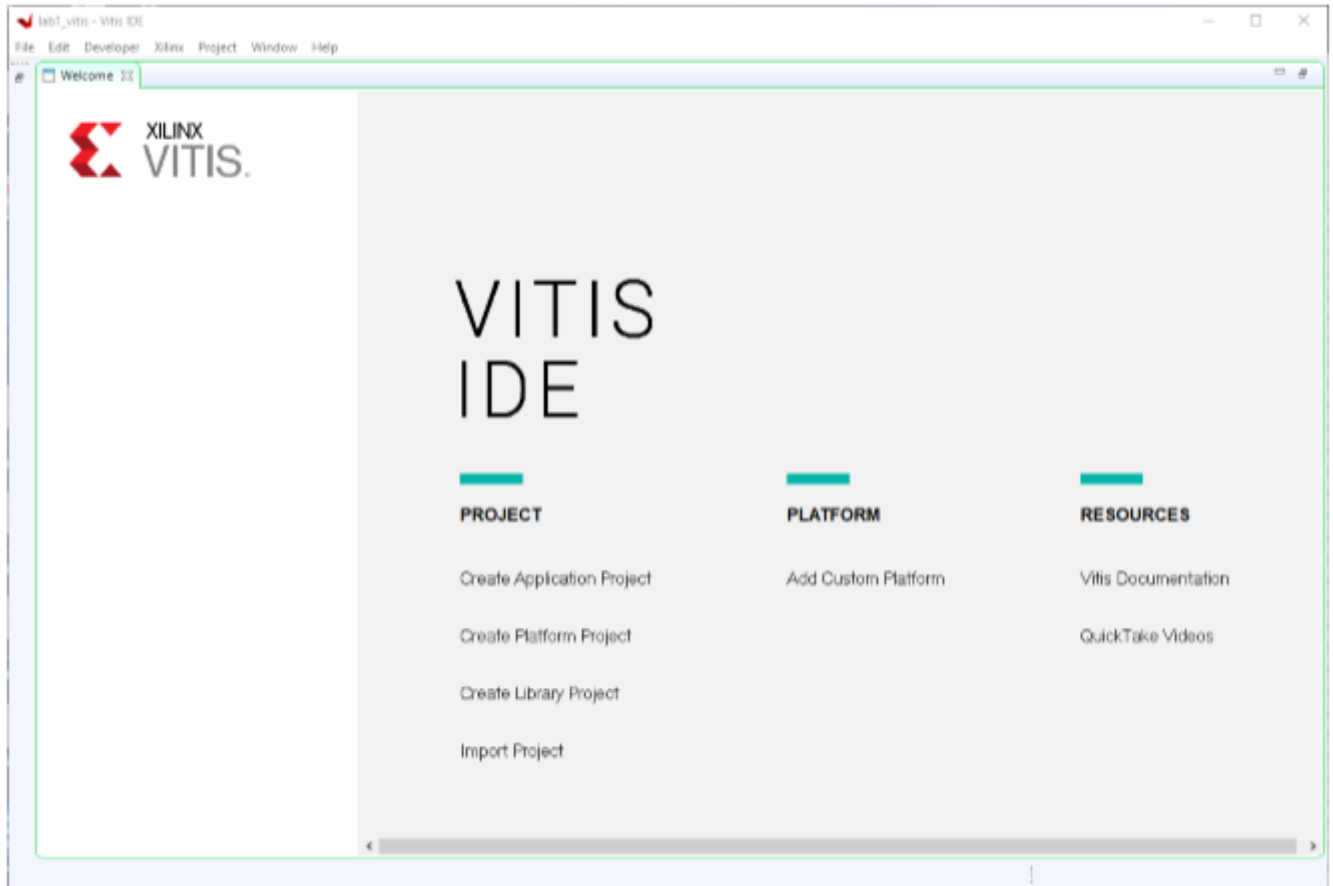 lab1_vitis - Vitis IDE
File Edit Developer Xilinx Project Window Help
Welcome
XILINX
VITIS.
VITIS
IDE
PROJECT
Create Application Project
Create Platform Project
Create Library Project
Import Project
PLATFORM
Add Custom Platform
RESOURCES
Vitis Documentation
QuickTake Videos